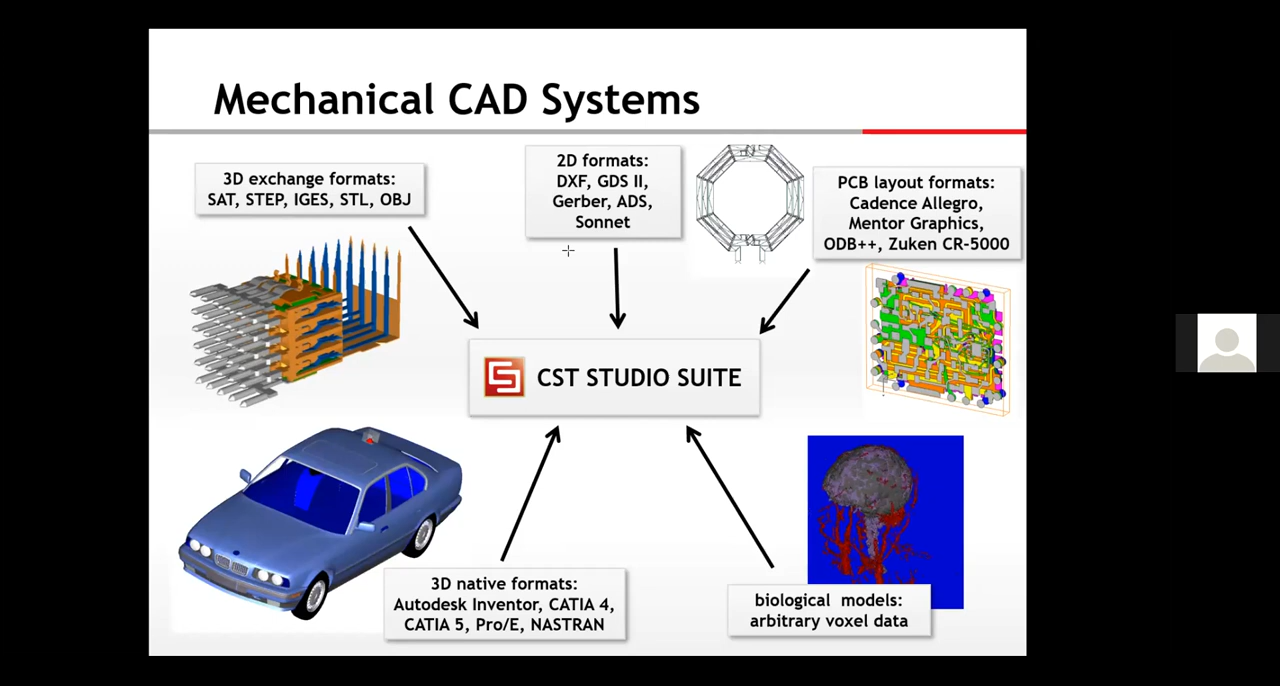 Mechanical CAD Systems
3D exchange formats:
SAT, STEP, IGES, STL, OBJ
2D formats:
DXF, GDS II,
Gerber, ADS,
Sonnet
PCB layout formats:
Cadence Allegro,
Mentor Graphics,
ODB++, Zuken CR-5000
CST STUDIO SUITE
3D native formats:
Autodesk Inventor, CATIA 4,
CATIA 5, Pro/E, NASTRAN
biological models:
arbitrary voxel data